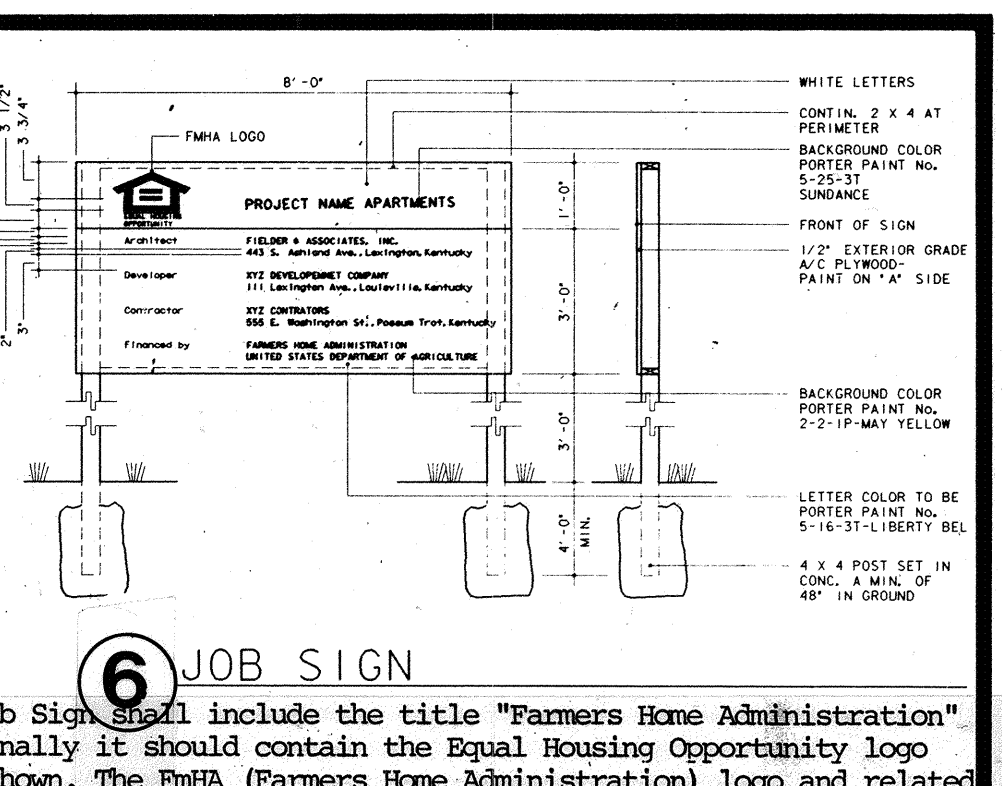 8'-0"
3 1/2"
3 3/4"
FMHA LOGO
EQUAL HOUSING
OPPORTUNITY
PROJECT NAME APARTMENTS
Architect
FIELDER & ASSOCIATES, INC.
443 S. Ashland Ave., Lexington, Kentucky
Developer
XYZ DEVELOPEMNET COMPANY
111 Lexington Ave., Louisville, Kentucky
Contractor
XYZ CONTRATORS
555 E. Washington St., Possum Trot, Kentucky
Financed by
FARMERS HOME ADMINISTRATION
UNITED STATES DEPARTMENT OF AGRICULTURE
2"
3"
1'-0"
3'-0"
3'-0"
4'-0"
MIN.
WHITE LETTERS
CONTIN. 2 X 4 AT
PERIMETER
BACKGROUND COLOR
PORTER PAINT No.
5-25-3T
SUNDANCE
FRONT OF SIGN
1/2" EXTERIOR GRADE
A/C PLYWOOD-
PAINT ON "A" SIDE
BACKGROUND COLOR
PORTER PAINT No.
2-2-1P-MAY YELLOW
LETTER COLOR TO BE
PORTER PAINT No.
5-16-3T-LIBERTY BEL
4 X 4 POST SET IN
CONC. A MIN. OF
48" IN GROUND
6 JOB SIGN
b Sign shall include the title "Farmers Home Administration"
nally it should contain the Equal Housing Opportunity logo
hown. The FmHA (Farmers Home Administration) logo and related